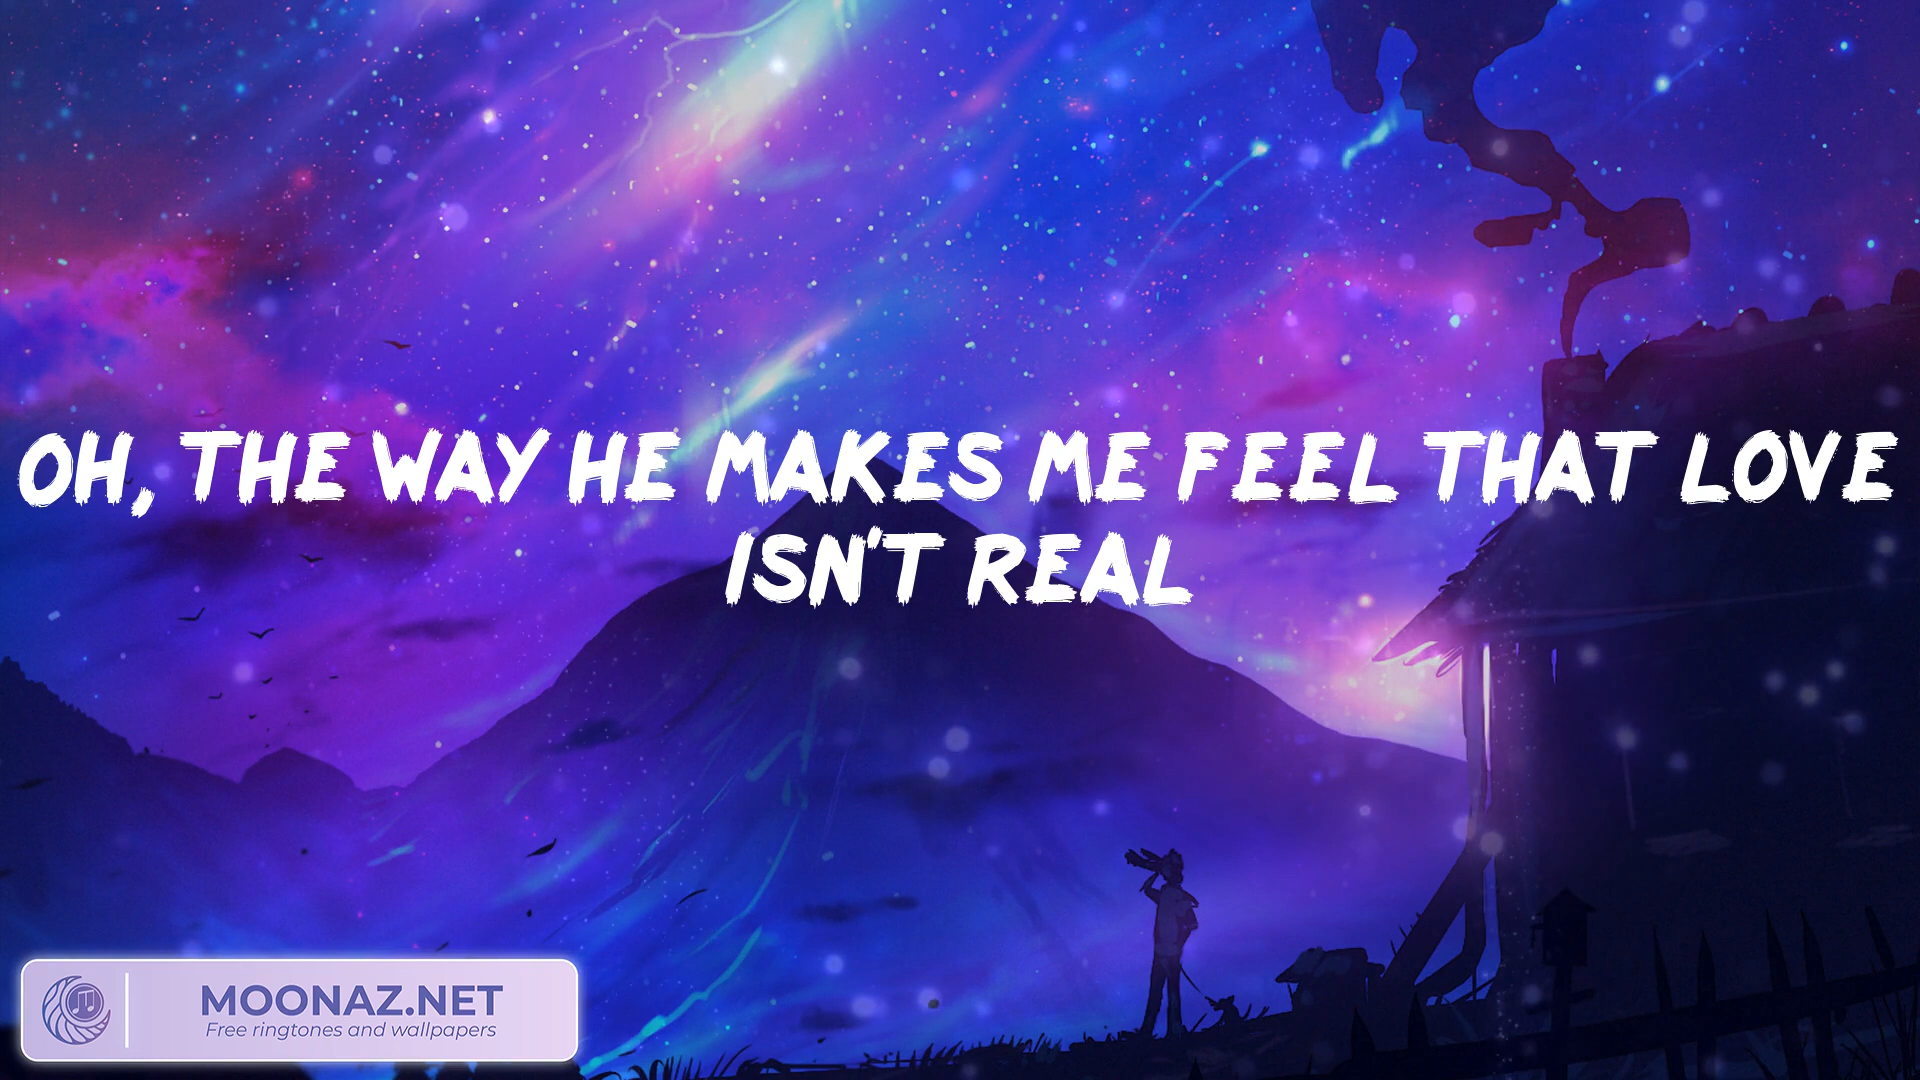 OH, THE WAY HE MAKES ME FEEL THAT LOVE
ISN'T REAL
MOONAZ.NET
Free ringtones and wallpapers